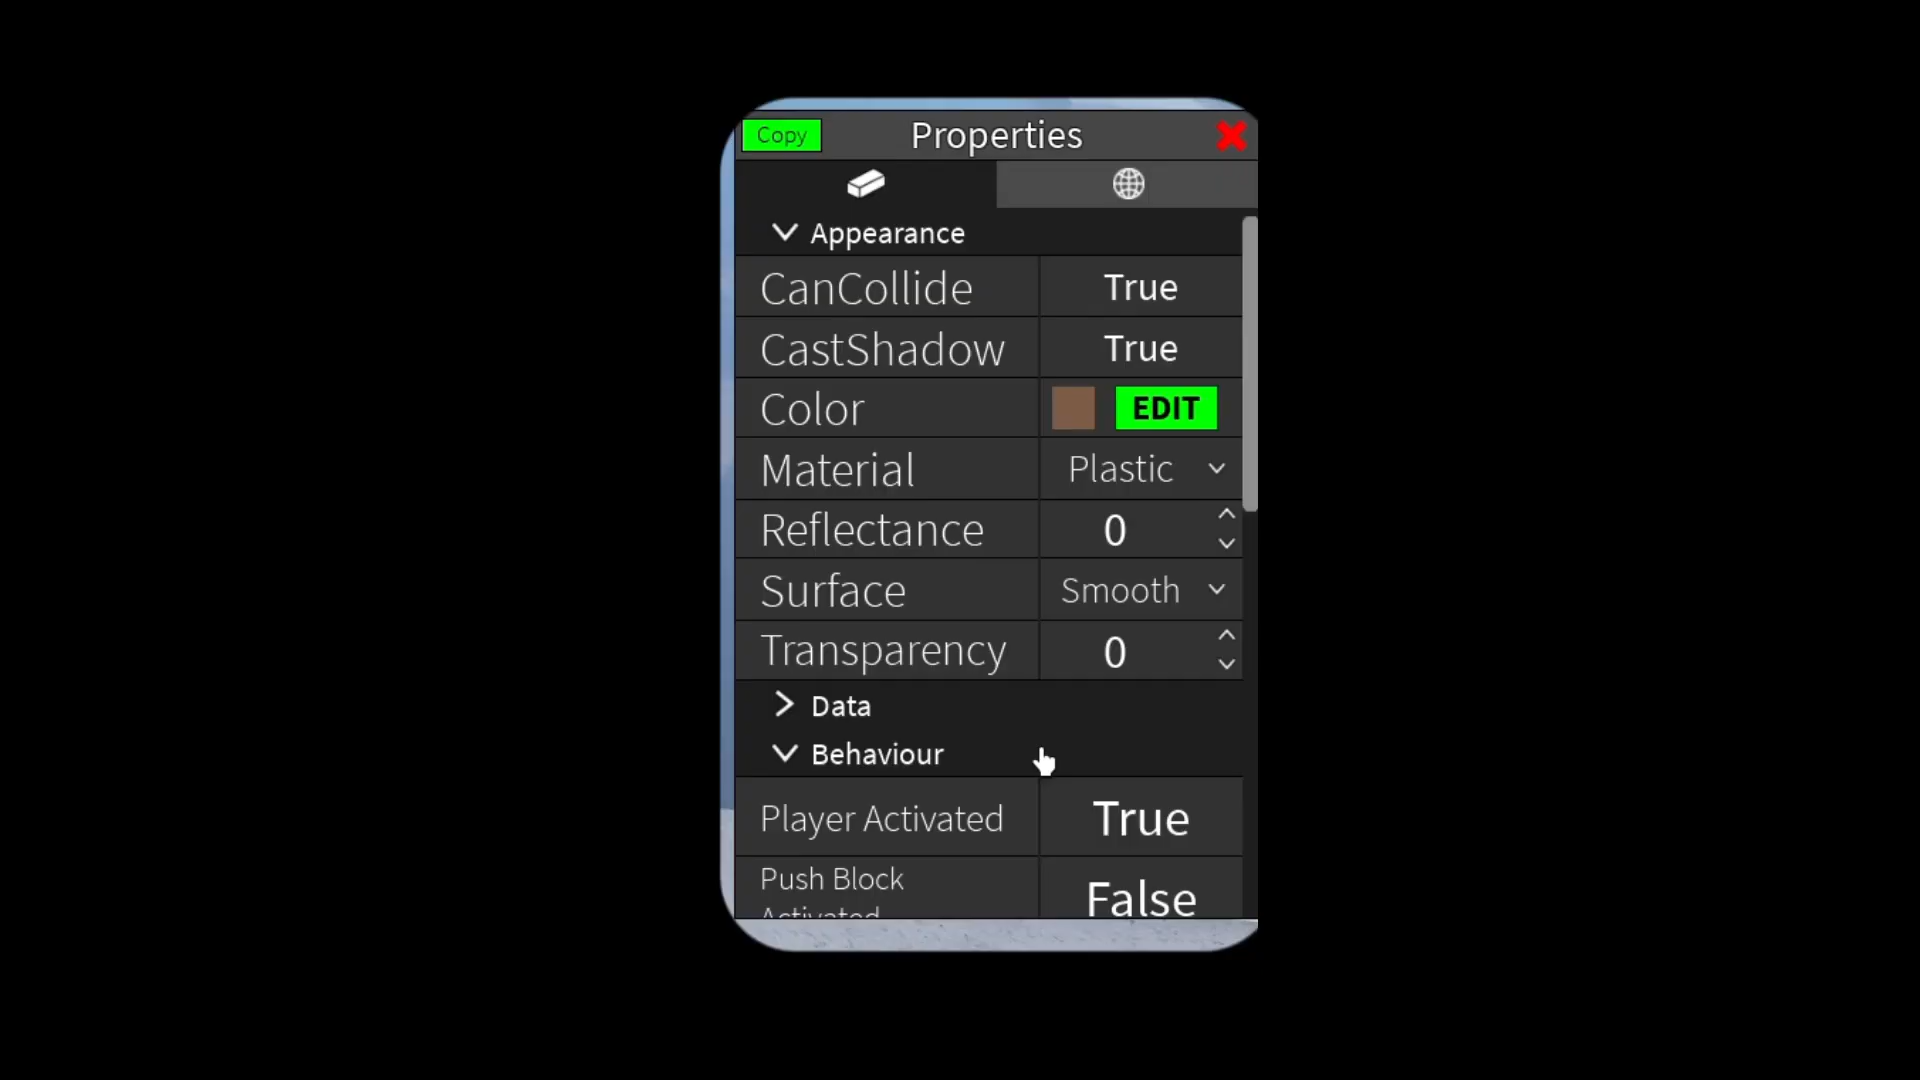 Copy
Properties
Appearance
CanCollide True
CastShadow True
Color EDIT
Material Plastic
Reflectance 0
Surface Smooth
Transparency 0
Data
Behaviour
Player Activated True
Push Block False
Activated